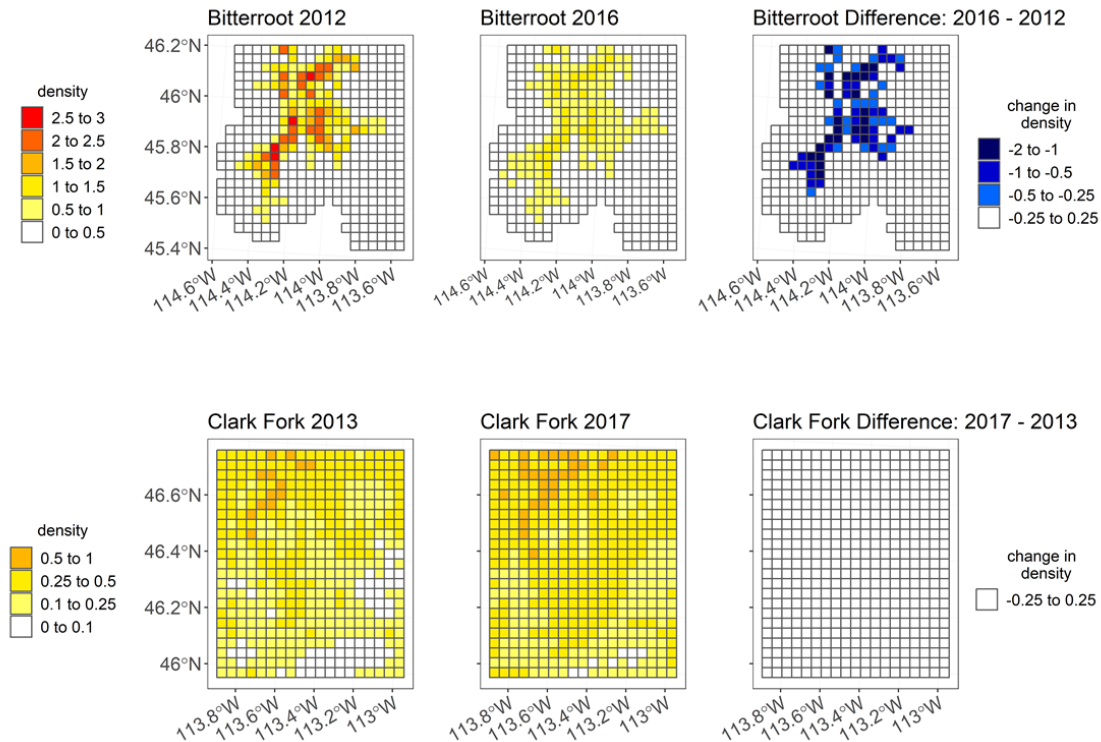 Bitterroot 2012
Bitterroot 2016
Bitterroot Difference: 2016 - 2012
density
2.5 to 3
2 to 2.5
1.5 to 2
1 to 1.5
0.5 to 1
0 to 0.5
46.2°N
46°N
45.8°N
45.6°N
45.4°N
114.6°W
114.4°W
114.2°W
114°W
113.8°W
113.6°W
114.6°W
114.4°W
114.2°W
114°W
113.8°W
113.6°W
114.6°W
114.4°W
114.2°W
114°W
113.8°W
113.6°W
change in
density
-2 to -1
-1 to -0.5
-0.5 to -0.25
-0.25 to 0.25
Clark Fork 2013
Clark Fork 2017
Clark Fork Difference: 2017 - 2013
density
0.5 to 1
0.25 to 0.5
0.1 to 0.25
0 to 0.1
46.6°N
46.4°N
46.2°N
46°N
113.8°W
113.6°W
113.4°W
113.2°W
113°W
113.8°W
113.6°W
113.4°W
113.2°W
113°W
113.8°W
113.6°W
113.4°W
113.2°W
113°W
change in
density
-0.25 to 0.25